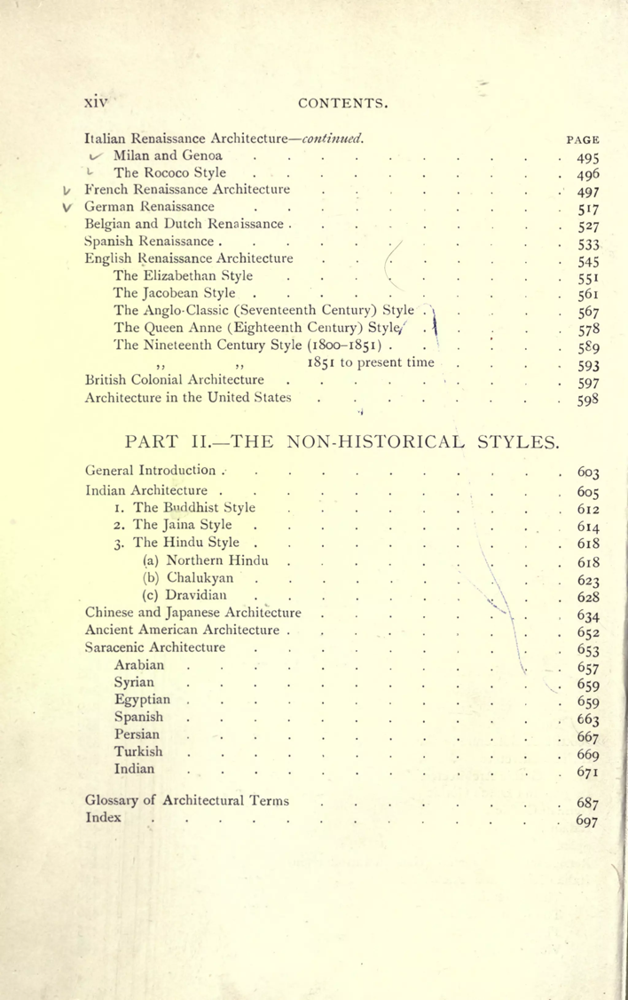 xiv CONTENTS.
Italian Renaissance Architecture—continued. PAGE
Milan and Genoa . . . . . . . . . . 495
The Rococo Style . . . . . . . . . . 496
French Renaissance Architecture . . . . . . . . 497
German Renaissance . . . . . . . . . . 517
Belgian and Dutch Renaissance . . . . . . . . . 527
Spanish Renaissance . . . . . . . . . . . 533
English Renaissance Architecture . . . . . . . . 545
The Elizabethan Style . . . . . . . . . 551
The Jacobean Style . . . . . . . . . . 561
The Anglo-Classic (Seventeenth Century) Style . . . . . 567
The Queen Anne (Eighteenth Century) Style . . . . . 578
The Nineteenth Century Style (1800–1851) . . . . . . 589
,, ,, 1851 to present time . . . . 593
British Colonial Architecture . . . . . . . . . 597
Architecture in the United States . . . . . . . . 598
PART II.—THE NON-HISTORICAL STYLES.
General Introduction . . . . . . . . . . . 603
Indian Architecture . . . . . . . . . . . 605
1. The Buddhist Style . . . . . . . . . 612
2. The Jaina Style . . . . . . . . . . 614
3. The Hindu Style . . . . . . . . . . 618
(a) Northern Hindu . . . . . . . . . 618
(b) Chalukyan . . . . . . . . . . 623
(c) Dravidian . . . . . . . . . . 628
Chinese and Japanese Architecture . . . . . . . . 634
Ancient American Architecture . . . . . . . . . 652
Saracenic Architecture . . . . . . . . . . 653
Arabian . . . . . . . . . . . . 657
Syrian . . . . . . . . . . . . 659
Egyptian . . . . . . . . . . . . 659
Spanish . . . . . . . . . . . . 663
Persian . . . . . . . . . . . . 667
Turkish . . . . . . . . . . . . 669
Indian . . . . . . . . . . . . 671
Glossary of Architectural Terms . . . . . . . . 687
Index . . . . . . . . . . . . . 697